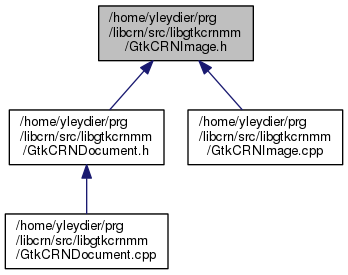 /home/yleydier/prg
/libcrn/src/libgtkcrnmm
/GtkCRNImage.h
/home/yleydier/prg
/libcrn/src/libgtkcrnmm
/GtkCRNDocument.h
/home/yleydier/prg
/libcrn/src/libgtkcrnmm
/GtkCRNImage.cpp
/home/yleydier/prg
/libcrn/src/libgtkcrnmm
/GtkCRNDocument.cpp